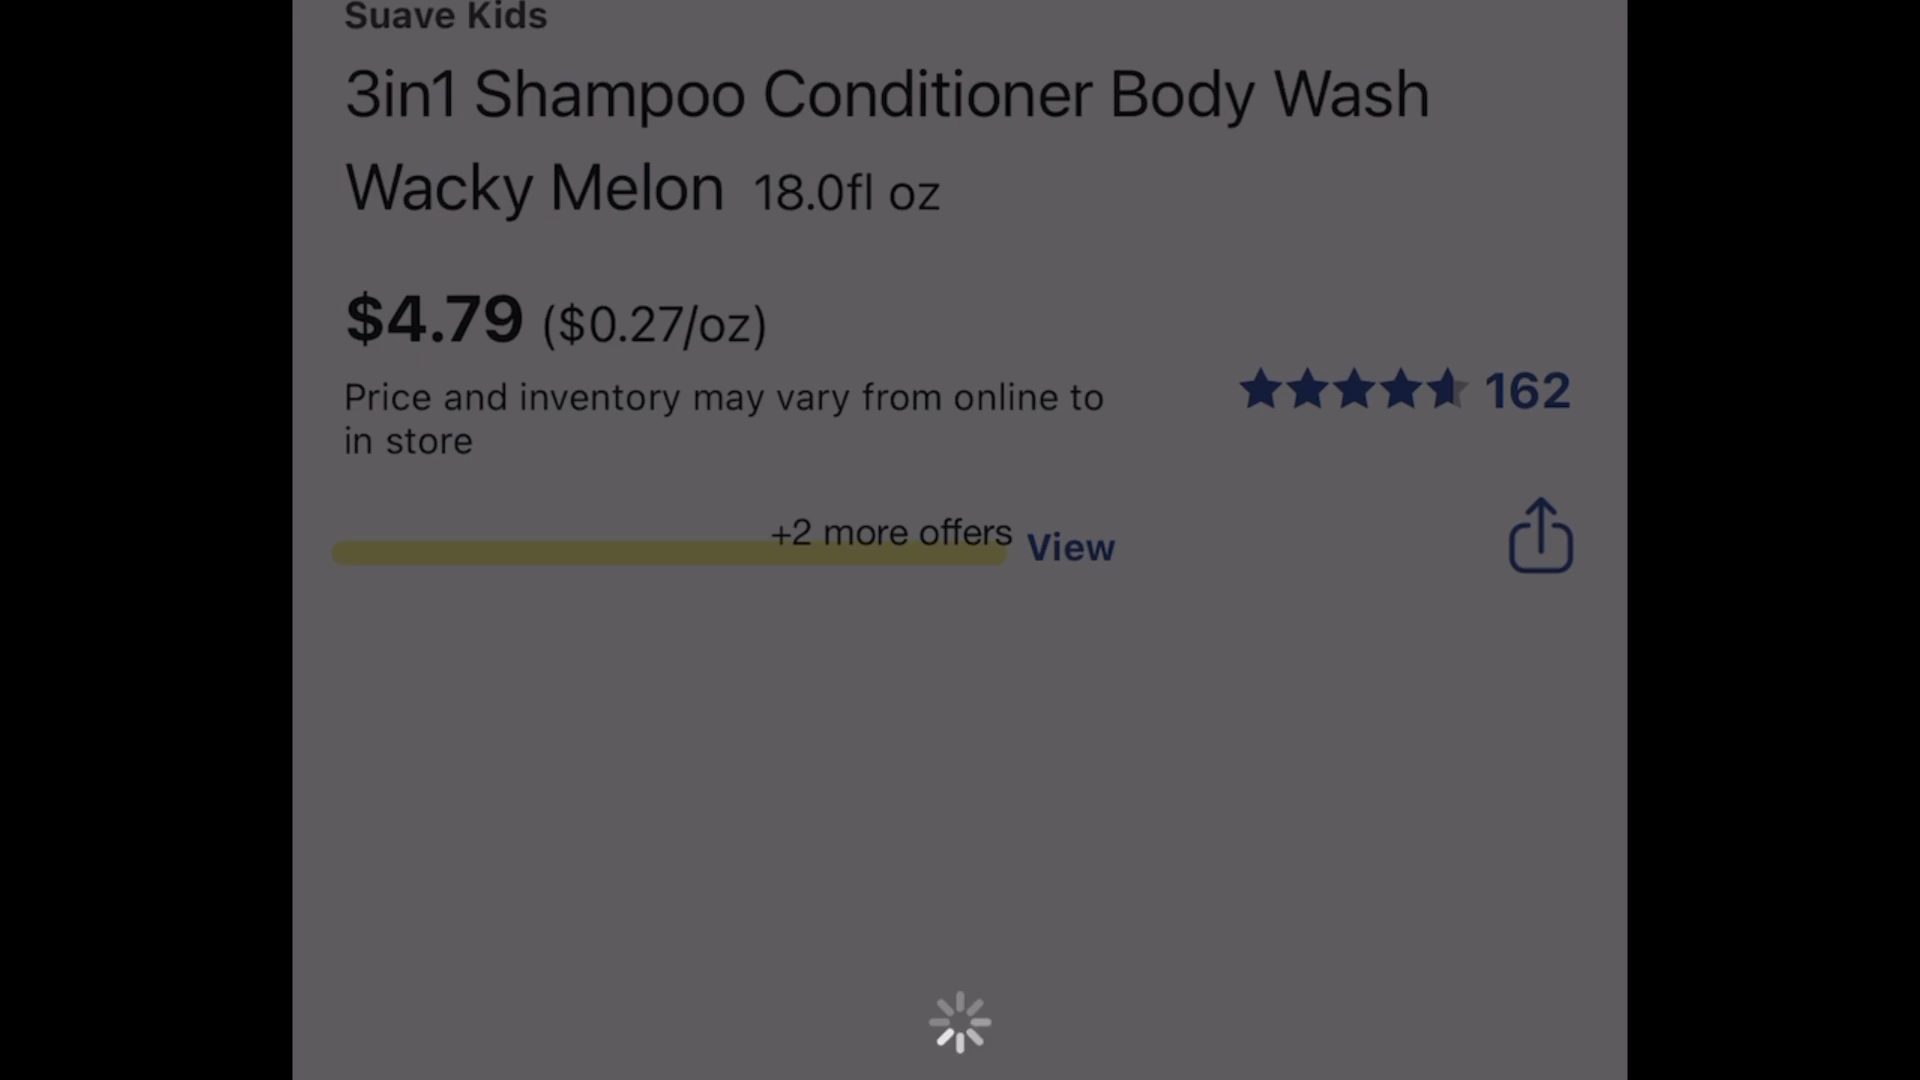 Suave Kids
3in1 Shampoo Conditioner Body Wash
Wacky Melon 18.0fl oz
$4.79 ($0.27/oz)
Price and inventory may vary from online to
in store
162
+2 more offers View